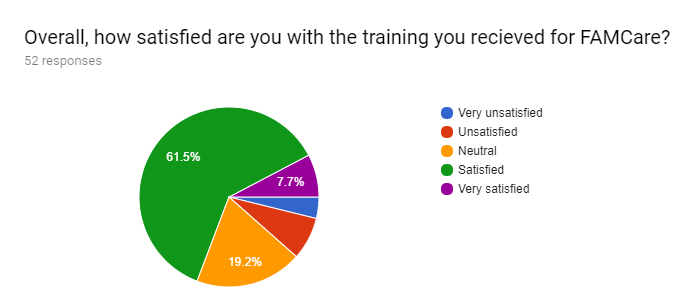 Overall, how satisfied are you with the training you recieved for FAMCare?
52 responses
Very unsatisfied
Unsatisfied
Neutral
Satisfied
Very satisfied
61.5%
7.7%
19.2%